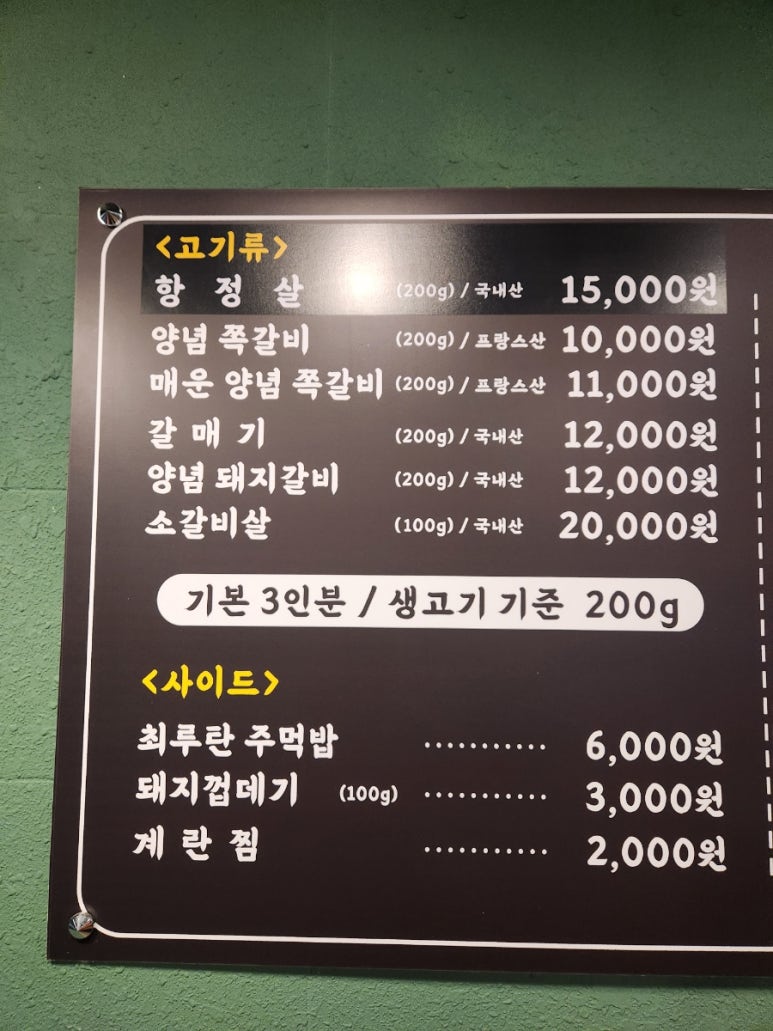 <고기류>
항 정 살 (200g) / 국내산 15,000원
양념 쪽갈비 (200g) / 프랑스산 10,000원
매운 양념 쪽갈비 (200g) / 프랑스산 11,000원
갈 매 기 (200g) / 국내산 12,000원
양념 돼지갈비 (200g) / 국내산 12,000원
소갈비살 (100g) / 국내산 20,000원
기본 3인분 / 생고기 기준 200g
<사이드>
최루탄 주먹밥 ........... 6,000원
돼지껍데기 (100g) ........... 3,000원
계 란 찜 ........... 2,000원